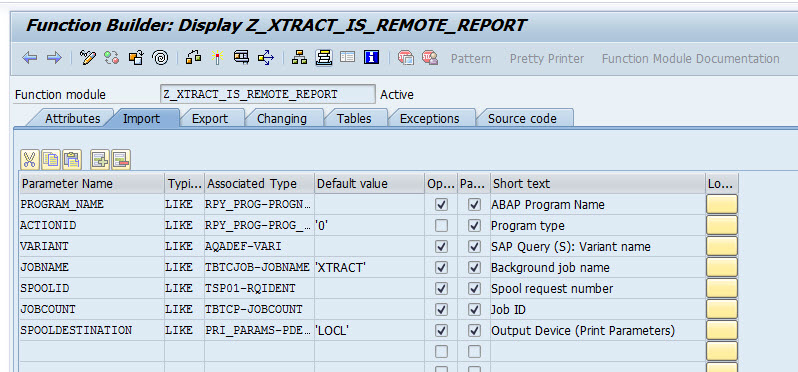 Function Builder: Display Z_XTRACT_IS_REMOTE_REPORT
Pattern Pretty Printer Function Module Documentation
Function module Z_XTRACT_IS_REMOTE_REPORT Active
Attributes Import Export Changing Tables Exceptions Source code
Parameter Name Typi... Associated Type Default value Op... Pa... Short text Lo...
PROGRAM_NAME LIKE RPY_PROG-PROGN... ABAP Program Name
ACTIONID LIKE RPY_PROG-PROG_... '0' Program type
VARIANT LIKE AQADEF-VARI SAP Query (S): Variant name
JOBNAME LIKE TBTCJOB-JOBNAME 'XTRACT' Background job name
SPOOLID LIKE TSP01-RQIDENT Spool request number
JOBCOUNT LIKE TBTCP-JOBCOUNT Job ID
SPOOLDESTINATION LIKE PRI_PARAMS-PDE... 'LOCL' Output Device (Print Parameters)